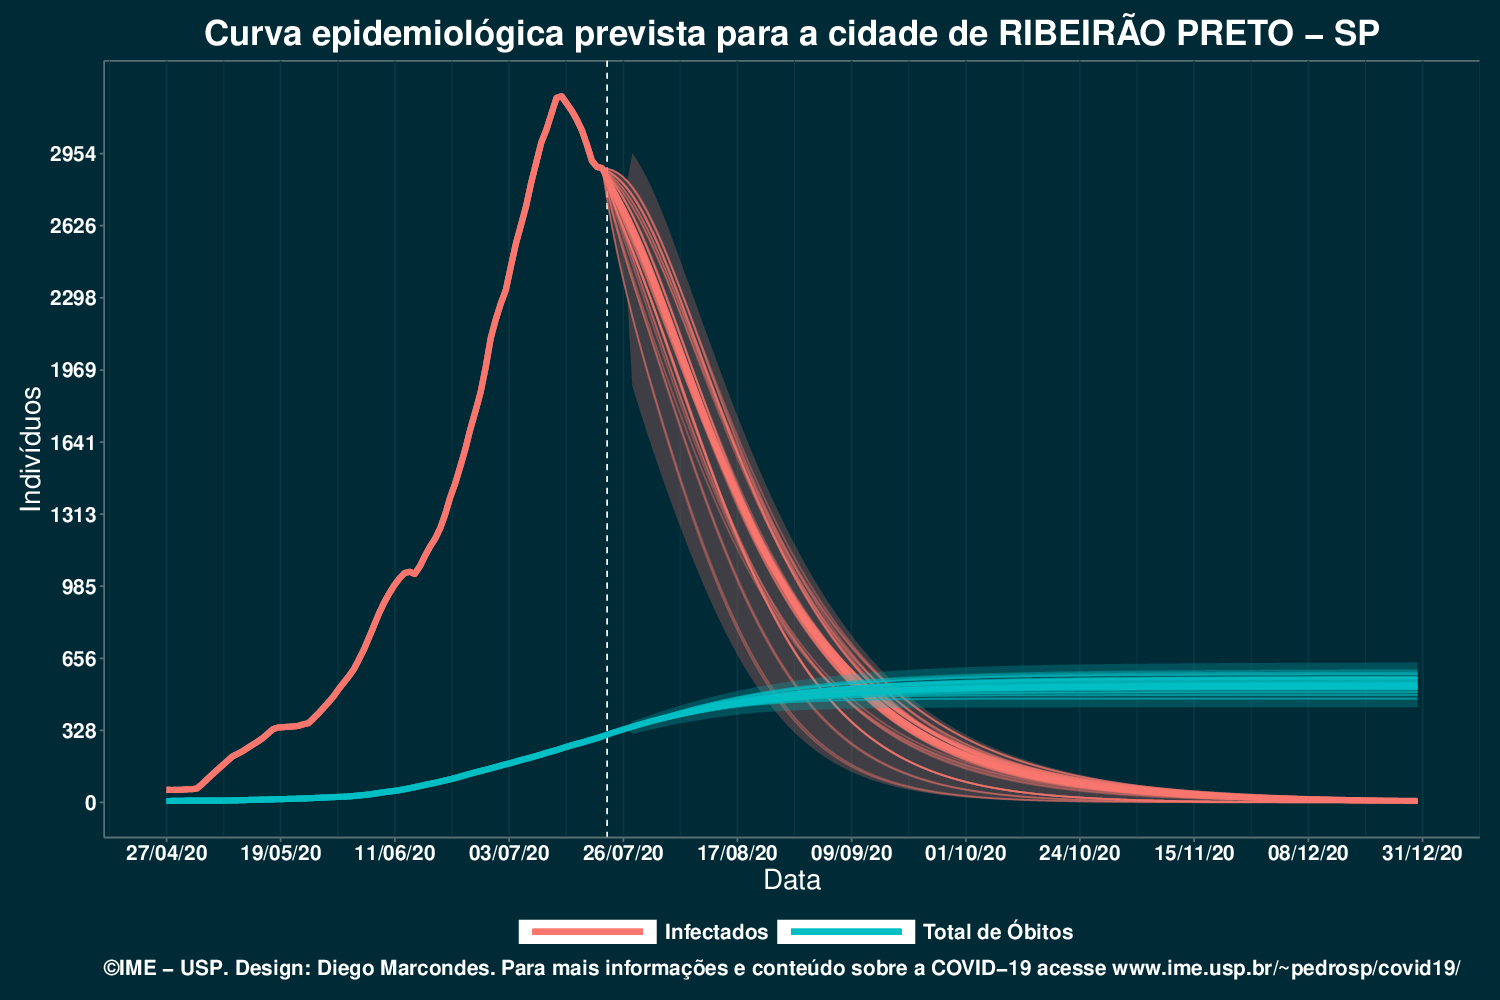 Curva epidemiológica prevista para a cidade de RIBEIRÃO PRETO – SP
Indivíduos
2954
2626
2298
1969
1641
1313
985
656
328
0
27/04/20 19/05/20 11/06/20 03/07/20 26/07/20 17/08/20 09/09/20 01/10/20 24/10/20 15/11/20 08/12/20 31/12/20
Data
Infectados Total de Óbitos
©IME – USP. Design: Diego Marcondes. Para mais informações e conteúdo sobre a COVID–19 acesse www.ime.usp.br/~pedrosp/covid19/